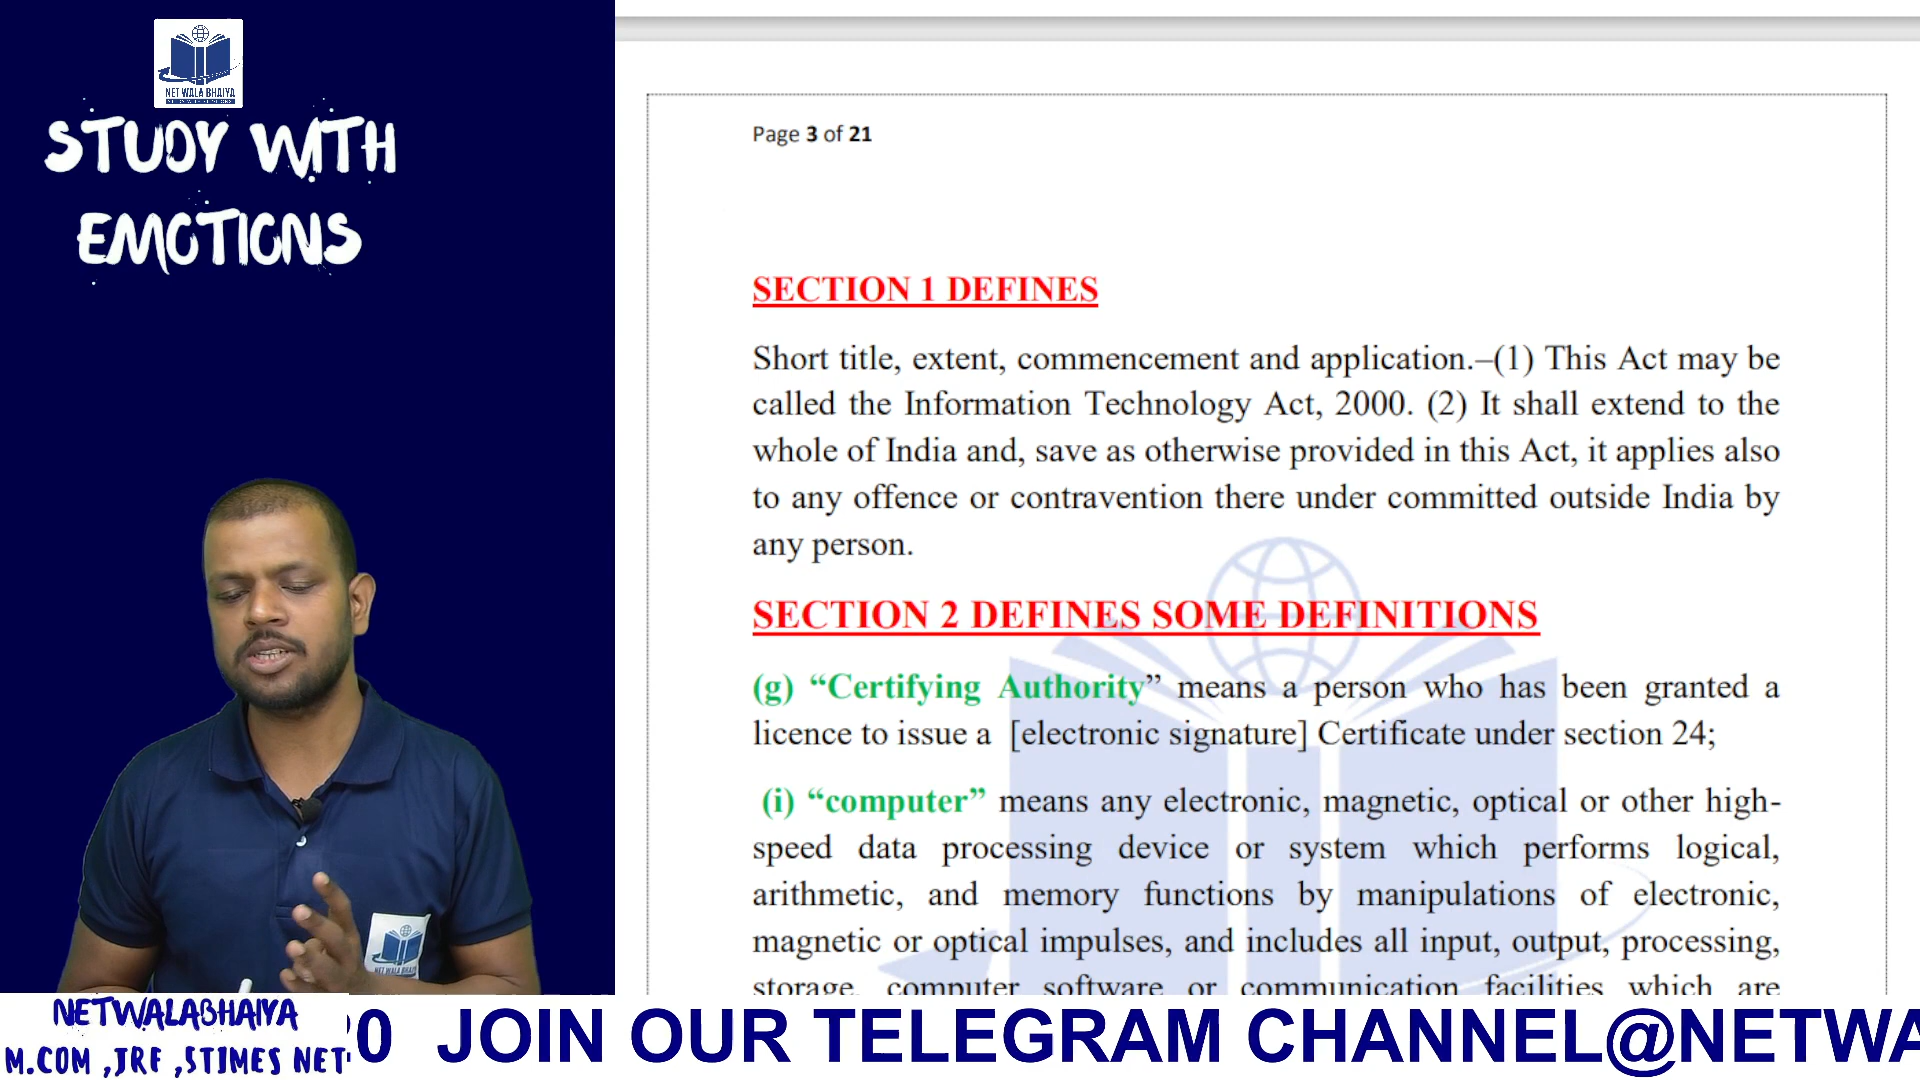 NET WALA BHAIYA
STUDY WITH
EMOTIONS
Page 3 of 21
SECTION 1 DEFINES
Short title, extent, commencement and application.–(1) This Act may be
called the Information Technology Act, 2000. (2) It shall extend to the
whole of India and, save as otherwise provided in this Act, it applies also
to any offence or contravention there under committed outside India by
any person.
SECTION 2 DEFINES SOME DEFINITIONS
(g) “Certifying Authority” means a person who has been granted a
licence to issue a [electronic signature] Certificate under section 24;
(i) “computer” means any electronic, magnetic, optical or other high-
speed data processing device or system which performs logical,
arithmetic, and memory functions by manipulations of electronic,
magnetic or optical impulses, and includes all input, output, processing,
storage, computer software or communication facilities which are
NETWALABHAIYA
M.COM ,JRF ,5TIMES NET
0 JOIN OUR TELEGRAM CHANNEL@NETWA